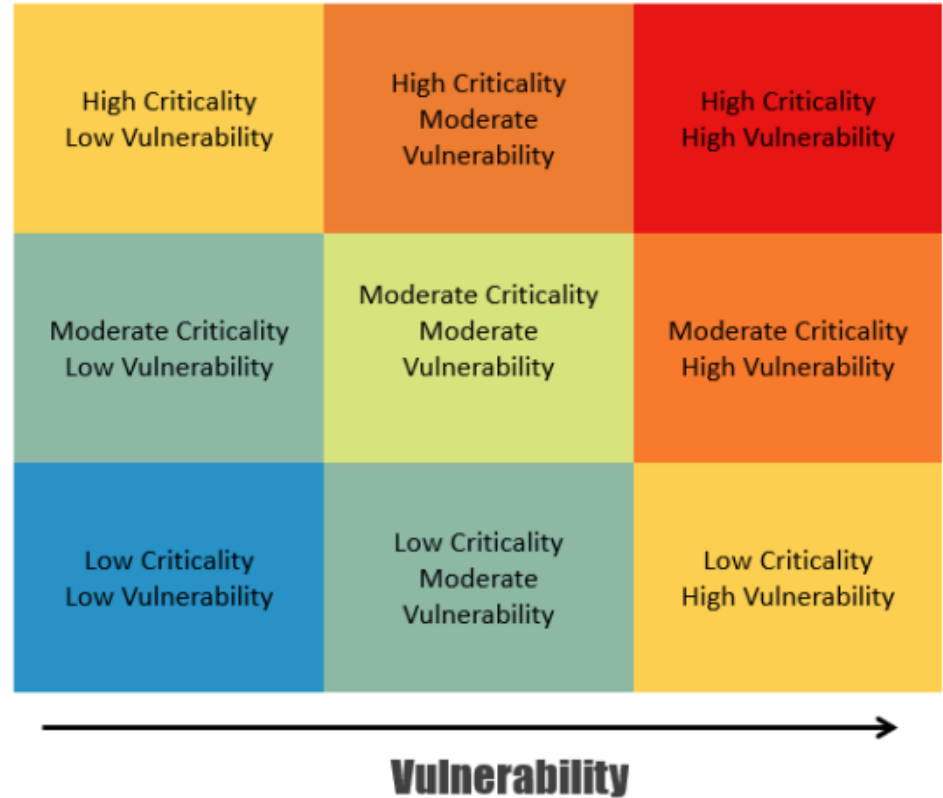 High Criticality
Low Vulnerability
High Criticality
Moderate
Vulnerability
High Criticality
High Vulnerability
Moderate Criticality
Low Vulnerability
Moderate Criticality
Moderate
Vulnerability
Moderate Criticality
High Vulnerability
Low Criticality
Low Vulnerability
Low Criticality
Moderate
Vulnerability
Low Criticality
High Vulnerability
Vulnerability